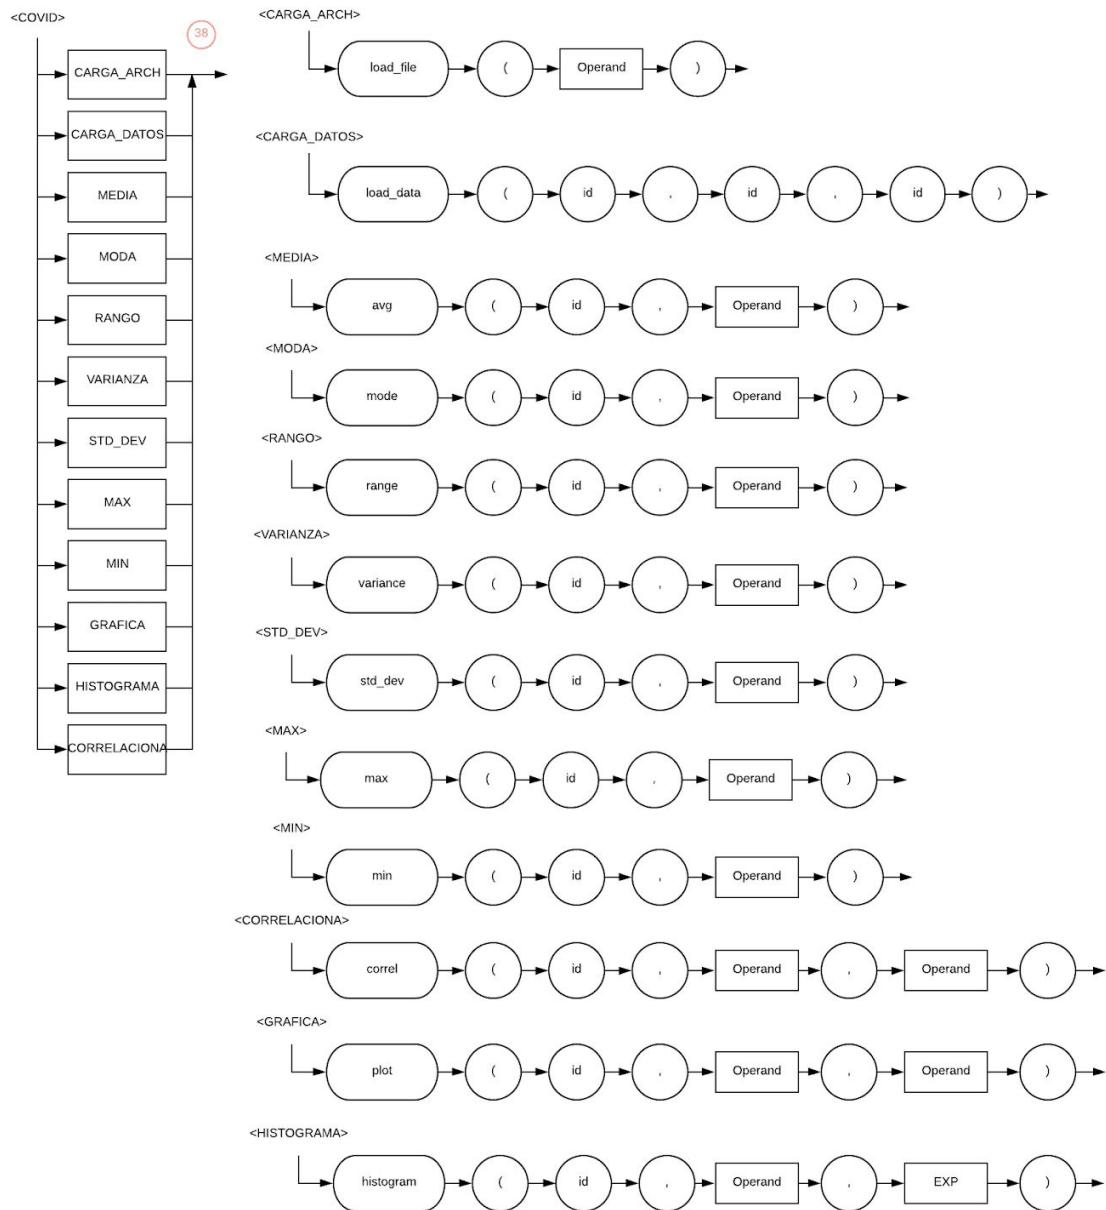 <COVID>
38
CARGA_ARCH
CARGA_DATOS
MEDIA
MODA
RANGO
VARIANZA
STD_DEV
MAX
MIN
GRAFICA
HISTOGRAMA
CORRELACIONA
<CARGA_ARCH>
load_file ( Operand )
<CARGA_DATOS>
load_data ( id , id , id )
<MEDIA>
avg ( id , Operand )
<MODA>
mode ( id , Operand )
<RANGO>
range ( id , Operand )
<VARIANZA>
variance ( id , Operand )
<STD_DEV>
std_dev ( id , Operand )
<MAX>
max ( id , Operand )
<MIN>
min ( id , Operand )
<CORRELACIONA>
correl ( id , Operand , Operand )
<GRAFICA>
plot ( id , Operand , Operand )
<HISTOGRAMA>
histogram ( id , Operand , EXP )